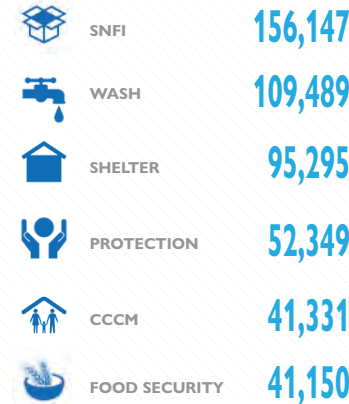 SNFI 156,147
WASH 109,489
SHELTER 95,295
PROTECTION 52,349
CCCM 41,331
FOOD SECURITY 41,150